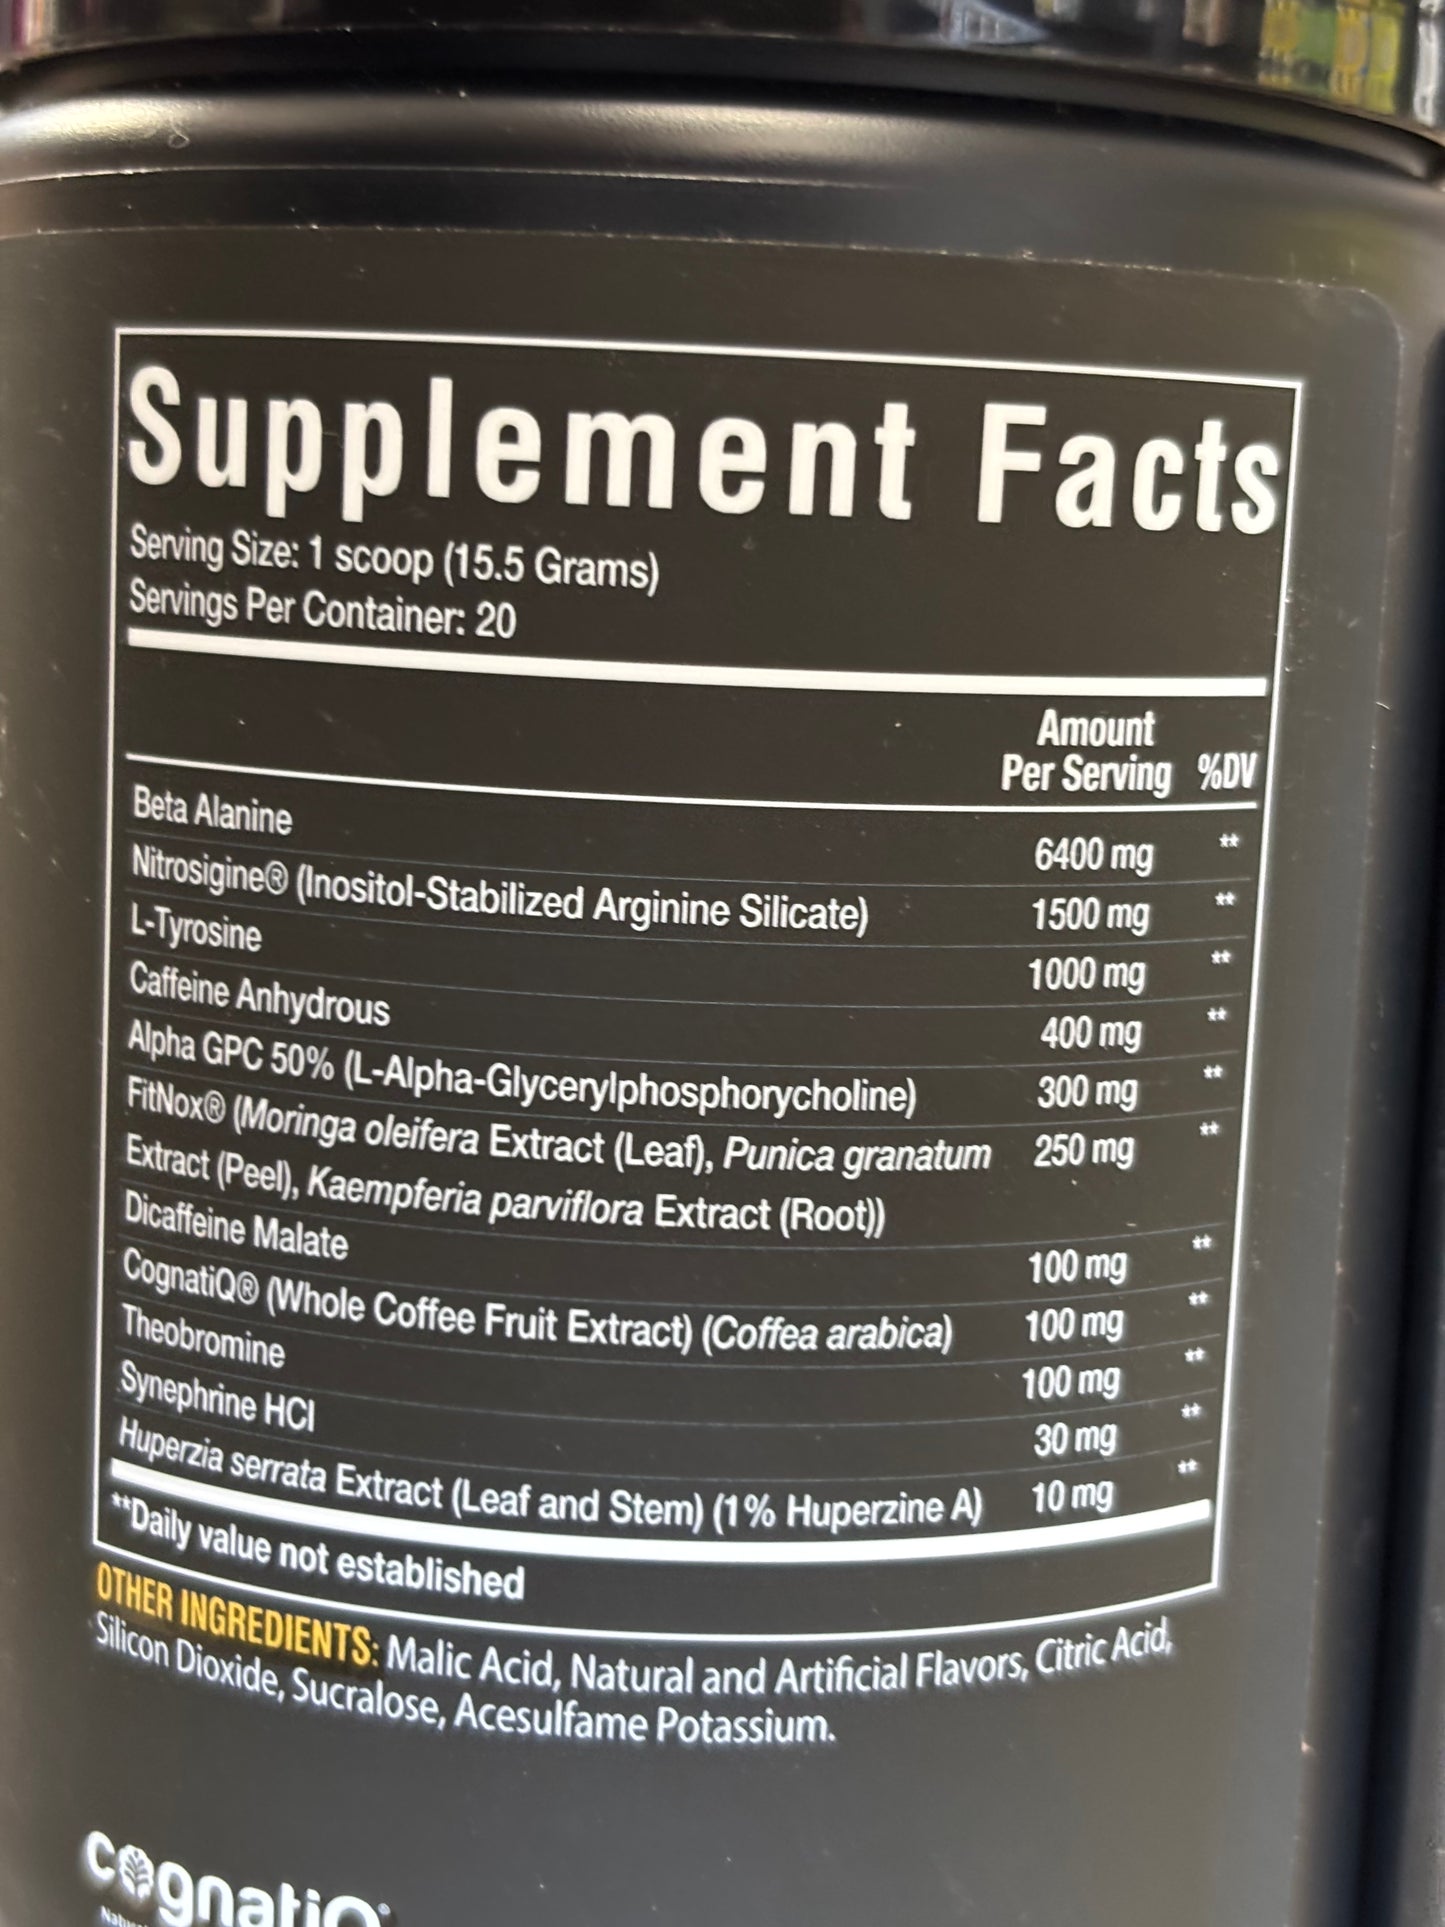 Supplement Facts
Serving Size: 1 scoop (15.5 Grams)
Servings Per Container: 20
Amount
Per Serving %DV
Beta Alanine 6400 mg **
Nitrosigine® (Inositol-Stabilized Arginine Silicate) 1500 mg **
L-Tyrosine 1000 mg **
Caffeine Anhydrous 400 mg **
Alpha GPC 50% (L-Alpha-Glycerylphosphorycholine) 300 mg **
FitNox® (Moringa oleifera Extract (Leaf), Punica granatum 250 mg **
Extract (Peel), Kaempferia parviflora Extract (Root))
Dicaffeine Malate 100 mg **
CognatiQ® (Whole Coffee Fruit Extract) (Coffea arabica) 100 mg **
Theobromine 100 mg **
Synephrine HCl 30 mg **
Huperzia serrata Extract (Leaf and Stem) (1% Huperzine A) 10 mg **
**Daily value not established
OTHER INGREDIENTS: Malic Acid, Natural and Artificial Flavors, Citric Acid,
Silicon Dioxide, Sucralose, Acesulfame Potassium.
cognatiQ